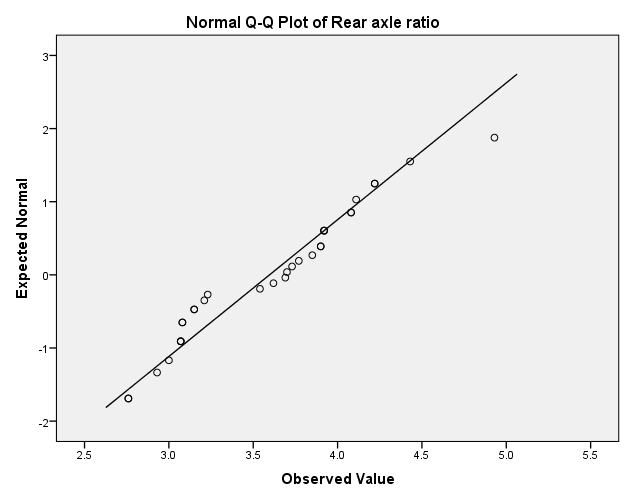 Normal Q-Q Plot of Rear axle ratio
Expected Normal
3
2
1
0
-1
-2
2.5 3.0 3.5 4.0 4.5 5.0 5.5
Observed Value